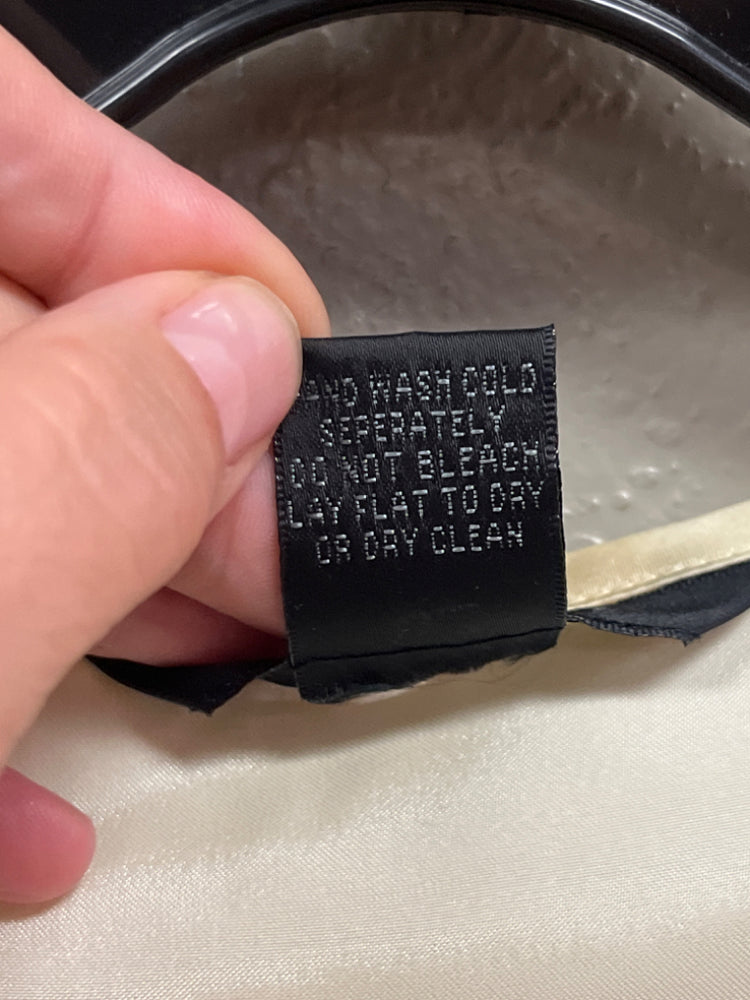 HAND WASH COLD
SEPERATELY
DO NOT BLEACH
LAY FLAT TO DRY
OR DRY CLEAN